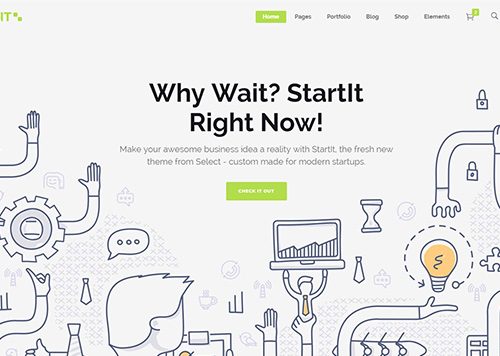 IT
Home Pages Portfolio Blog Shop Elements 2
Why Wait? StartIt
Right Now!
Make your awesome business idea a reality with StartIt, the fresh new
theme from Select - custom made for modern startups.
CHECK IT OUT